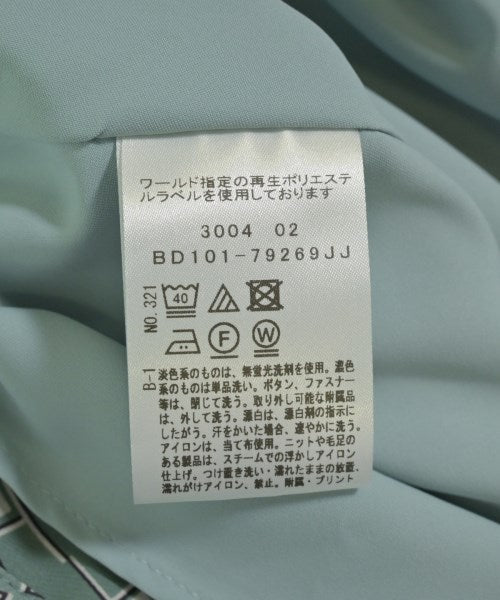 ワールド指定の再生ポリエステ
ルラベルを使用しております
3004 02
BD101-79269JJ
NO.321
40
F
W
B-1
淡色系のものは、無蛍光洗剤を使用。濃色
系のものは単品洗い。ボタン、ファスナー
等は、閉じて洗う。取り外し可能な附属品
は、外して洗う。漂白は、漂白剤の指示に
したがう。汗をかいた場合、速やかに洗う。
アイロンは、当て布使用。ニットや毛足の
ある製品は、スチームでの浮かしアイロン
仕上げ。つけ置き洗い・濡れたままの放置、
濡れがけアイロン、禁止。附属・プリント